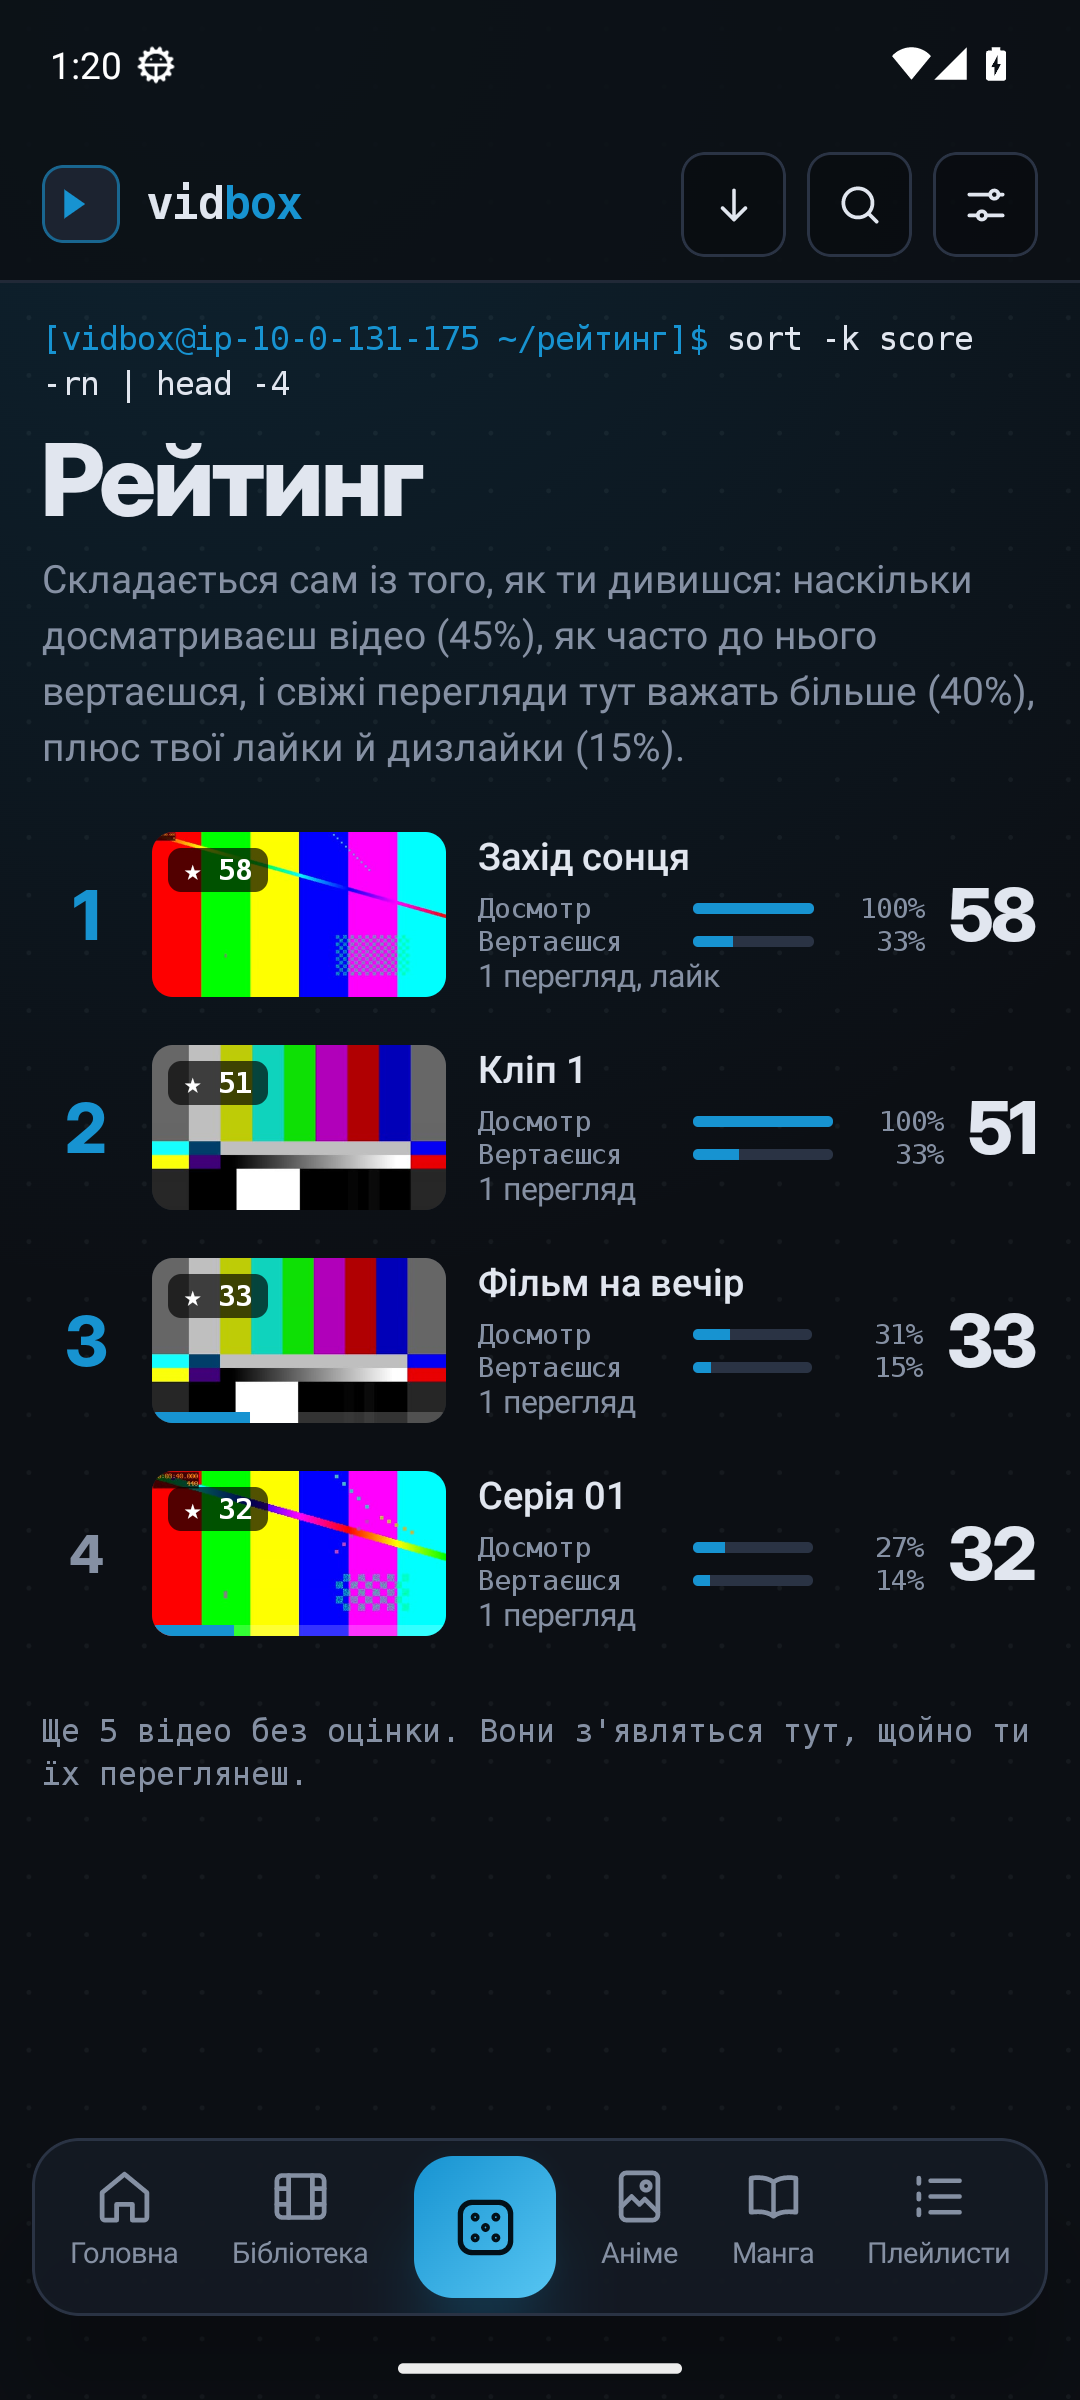 1:20
vidbox
[vidbox@ip-10-0-131-175 ~/рейтинг]$ sort -k score
-rn | head -4
Рейтинг
Складається сам із того, як ти дивишся: наскільки
досматриваєш відео (45%), як часто до нього
вертаєшся, і свіжі перегляди тут важать більше (40%),
плюс твої лайки й дизлайки (15%).
1
★ 58
Захід сонця
Досмотр 100%
Вертаєшся 33%
1 перегляд, лайк
58
2
★ 51
Кліп 1
Досмотр 100%
Вертаєшся 33%
1 перегляд
51
3
★ 33
Фільм на вечір
Досмотр 31%
Вертаєшся 15%
1 перегляд
33
4
★ 32
Серія 01
Досмотр 27%
Вертаєшся 14%
1 перегляд
32
Ще 5 відео без оцінки. Вони з'являться тут, щойно ти
їх переглянеш.
Головна
Бібліотека
Аніме
Манга
Плейлисти